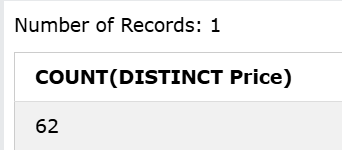 Number of Records: 1
COUNT(DISTINCT Price)
62